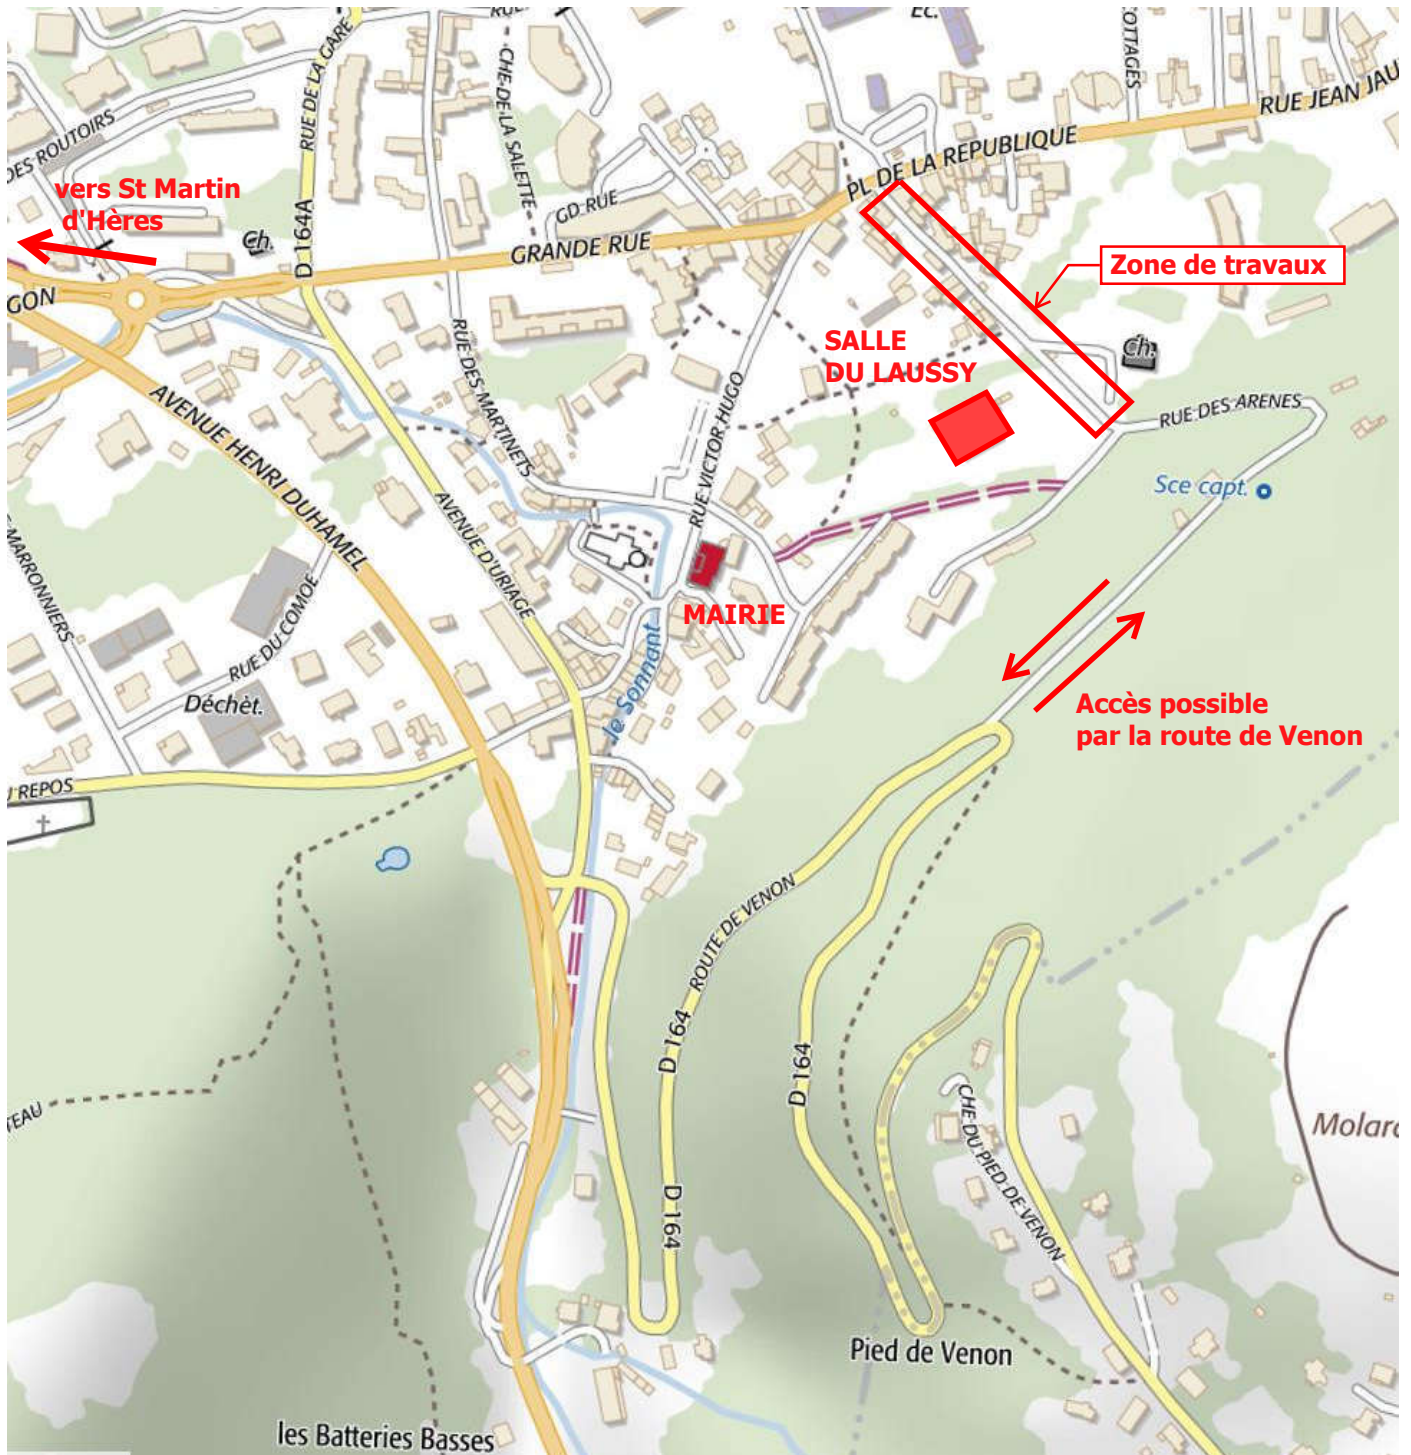 Ec.
COTTAGES
RUE DE LA GARE
CHE-DE-LA SALETTE
RUE JEAN JAU
DES ROUTOIRS
PL DE LA REPUBLIQUE
vers St Martin
d'Hères
GD-RUE
Ch.
D 164A
GRANDE RUE
Zone de travaux
GON
RUE DES MARTINETS
SALLE
DU LAUSSY
Ch.
AVENUE HENRI DUHAMEL
RUE VICTOR HUGO
RUE DES ARENES
Sce capt.
AVENUE D'URIAGE
MARRONNIERS
RUE DU COMOE
MAIRIE
le Sonnant
Déchèt.
Accès possible
par la route de Venon
U REPOS
ROUTE DE VENON
D 164
D 164
TEAU
CHE DU PIED DE VENON
Molard
D 164
Pied de Venon
les Batteries Basses